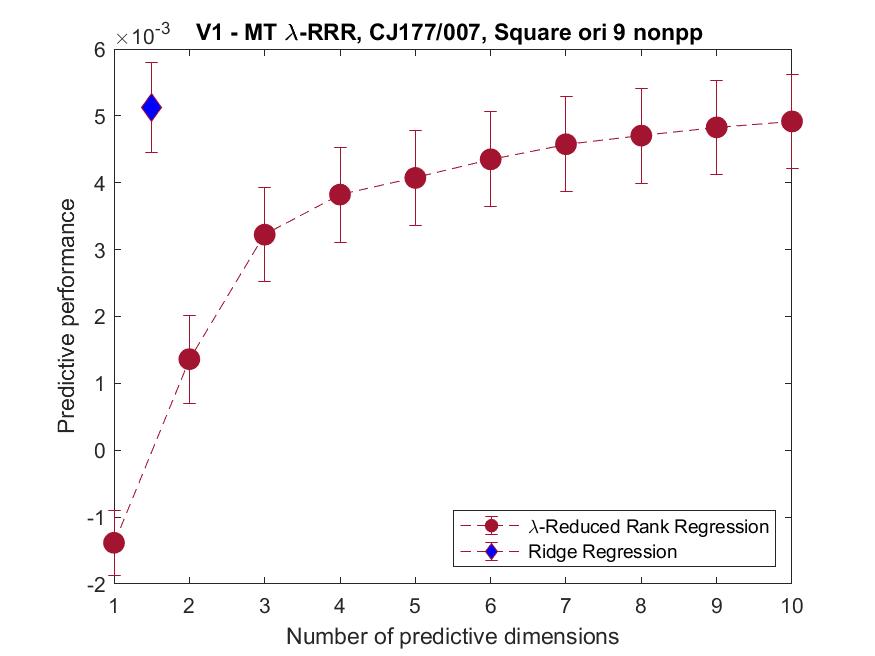 ×10⁻³
V1 - MT λ-RRR, CJ177/007, Square ori 9 nonpp
6
5
4
3
2
1
0
-1
-2
Predictive performance
1 2 3 4 5 6 7 8 9 10
Number of predictive dimensions
λ-Reduced Rank Regression
Ridge Regression